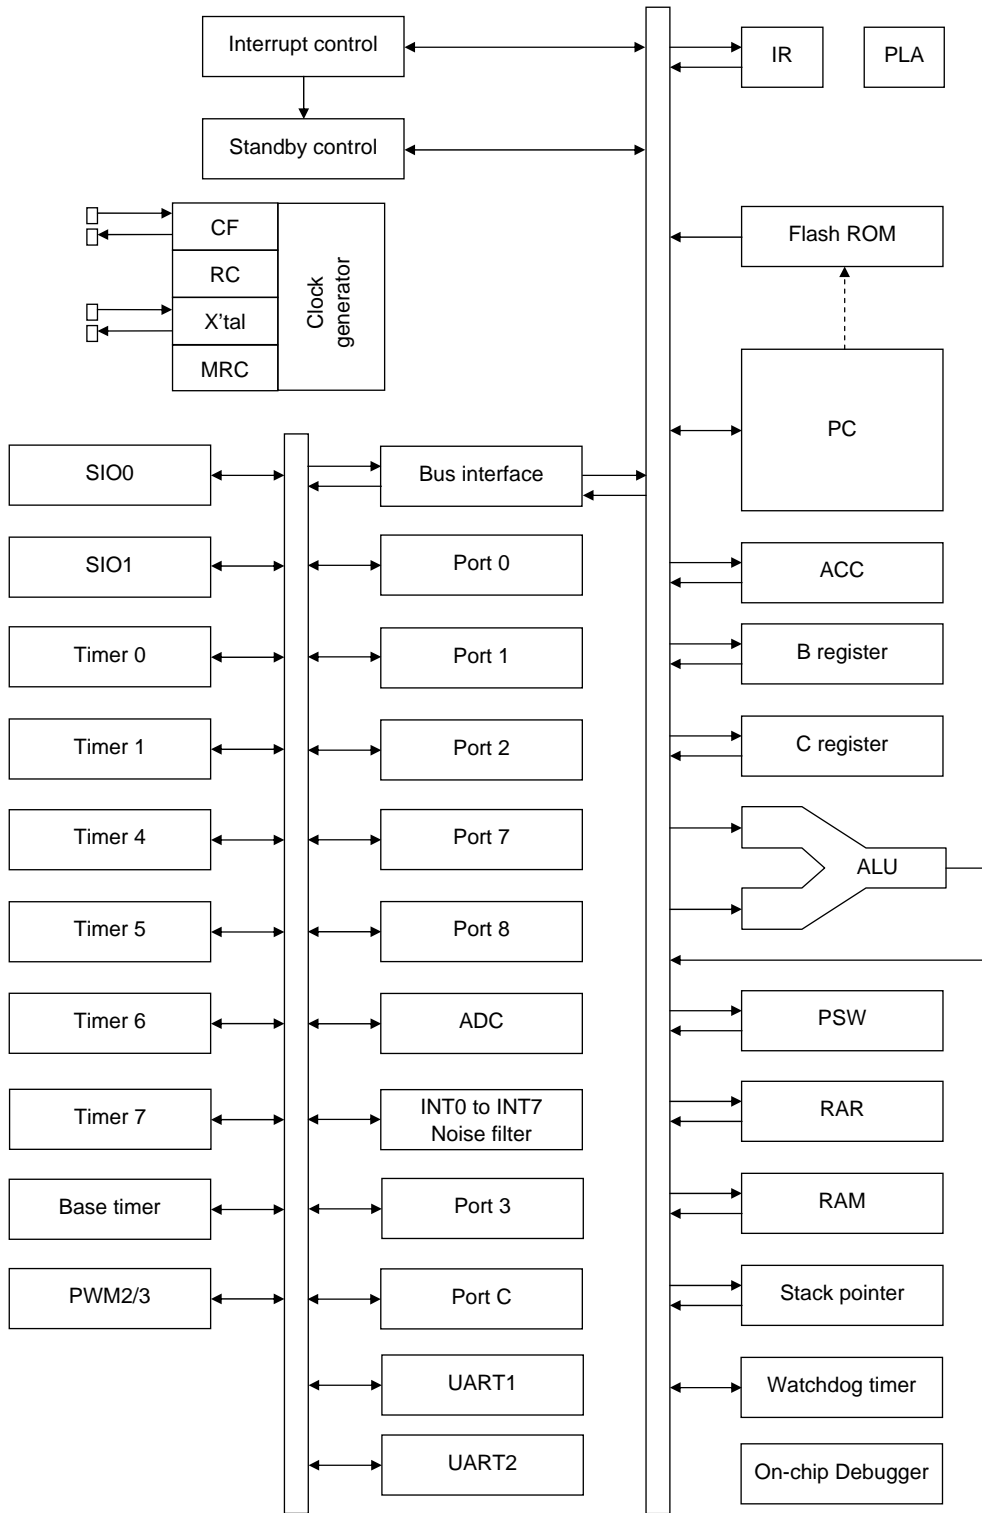 Interrupt control
IR
PLA
Standby control
CF
RC
X'tal
MRC
Clock
generator
Flash ROM
PC
SIO0
Bus interface
SIO1
Port 0
ACC
Timer 0
Port 1
B register
Timer 1
Port 2
C register
Timer 4
Port 7
ALU
Timer 5
Port 8
Timer 6
ADC
PSW
Timer 7
INT0 to INT7
Noise filter
RAR
Base timer
Port 3
RAM
PWM2/3
Port C
Stack pointer
UART1
Watchdog timer
UART2
On-chip Debugger